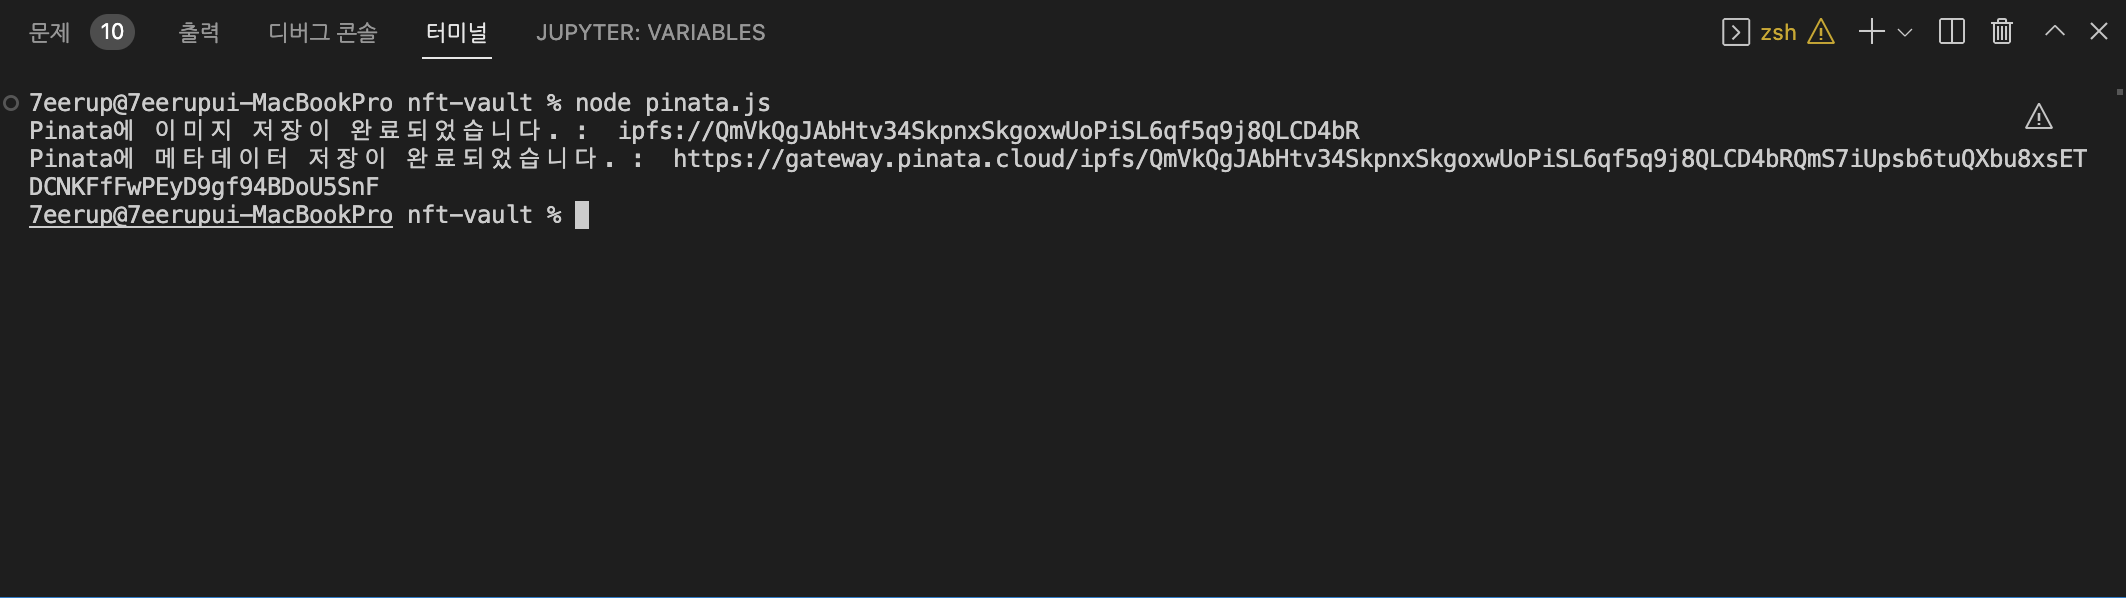 문제 10 출력 디버그 콘솔 터미널 JUPYTER: VARIABLES zsh
7eerup@7eerupui-MacBookPro nft-vault % node pinata.js
Pinata에 이미지 저장이 완료되었습니다. : ipfs://QmVkQgJAbHtv34SkpnxSkgoxwUoPiSL6qf5q9j8QLCD4bR
Pinata에 메타데이터 저장이 완료되었습니다. : https://gateway.pinata.cloud/ipfs/QmVkQgJAbHtv34SkpnxSkgoxwUoPiSL6qf5q9j8QLCD4bRQmS7iUpsb6tuQXbu8xsET
DCNKFfFwPEyD9gf94BDoU5SnF
7eerup@7eerupui-MacBookPro nft-vault %